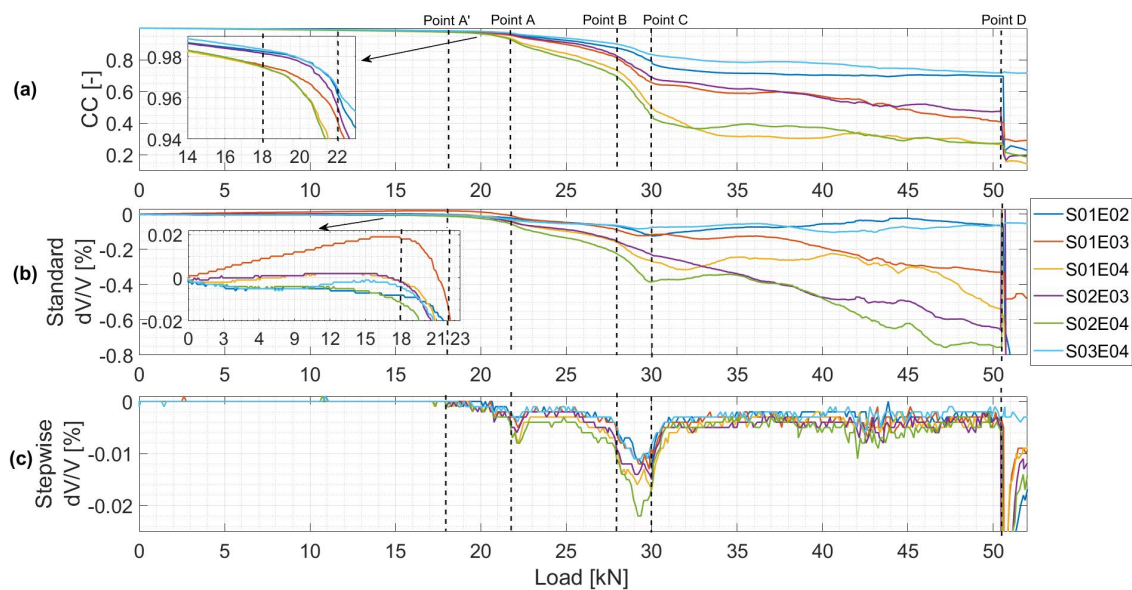 Point A' Point A Point B Point C Point D
(a)
CC [-]
0.8
0.6
0.4
0.2
0.98
0.96
0.94
14 16 18 20 22
0 5 10 15 20 25 30 35 40 45 50
(b)
Standard
dV/V [%]
0
-0.2
-0.4
-0.6
-0.8
0.02
0
-0.02
0 3 6 9 12 15 18 21 23
0 5 10 15 20 25 30 35 40 45 50
S01E02
S01E03
S01E04
S02E03
S02E04
S03E04
(c)
Stepwise
dV/V [%]
0
-0.01
-0.02
0 5 10 15 20 25 30 35 40 45 50
Load [kN]